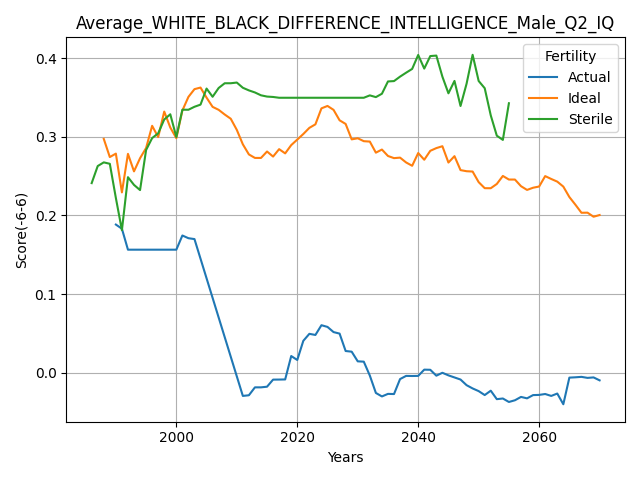 Average_WHITE_BLACK_DIFFERENCE_INTELLIGENCE_Male_Q2_IQ
Fertility
Actual
Ideal
Sterile
Score(-6-6)
0.4
0.3
0.2
0.1
0.0
2000
2020
2040
2060
Years